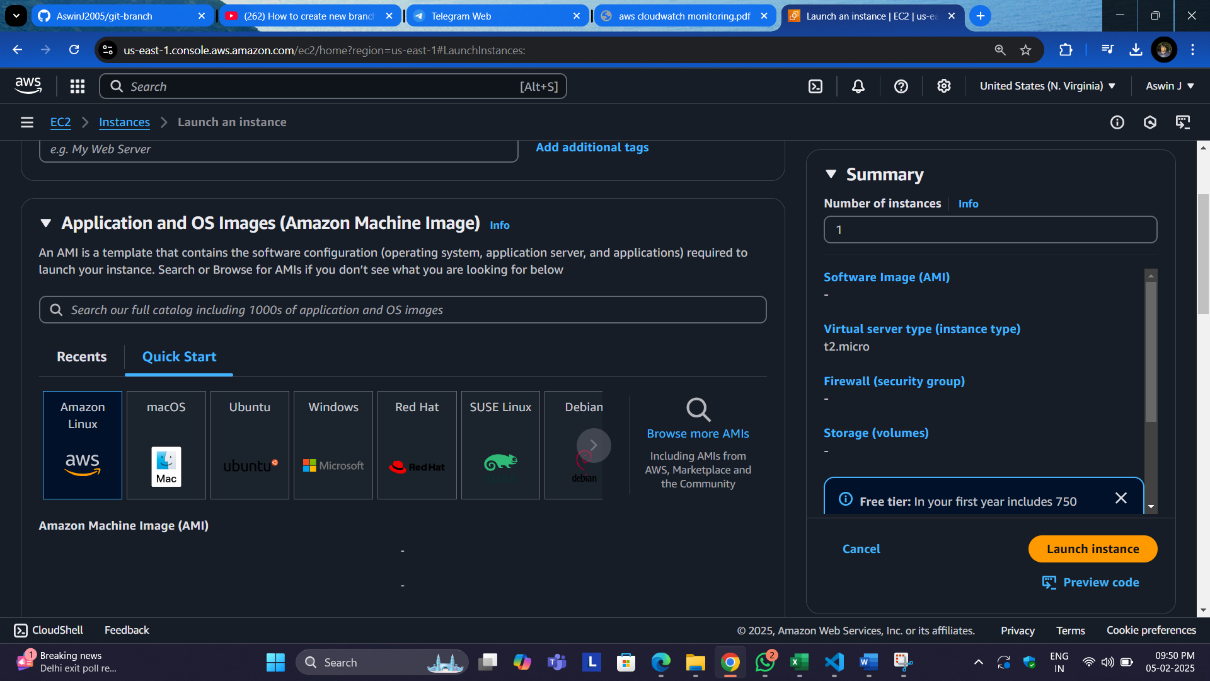 AswinJ2005/git-branch
(262) How to create new branch
Telegram Web
aws cloudwatch monitoring.pdf
Launch an instance | EC2 | us-ea
us-east-1.console.aws.amazon.com/ec2/home?region=us-east-1#LaunchInstances:
aws
Search
[Alt+S]
United States (N. Virginia)
Aswin J
EC2
Instances
Launch an instance
e.g. My Web Server
Add additional tags
Application and OS Images (Amazon Machine Image)
Info
An AMI is a template that contains the software configuration (operating system, application server, and applications) required to
launch your instance. Search or Browse for AMIs if you don't see what you are looking for below
Search our full catalog including 1000s of application and OS images
Recents
Quick Start
Amazon
Linux
aws
macOS
Mac
Ubuntu
ubuntu
Windows
Microsoft
Red Hat
Red Hat
SUSE Linux
Debian
debian
Browse more AMIs
Including AMIs from
AWS, Marketplace and
the Community
Amazon Machine Image (AMI)
-
-
Summary
Number of instances
Info
1
Software Image (AMI)
-
Virtual server type (instance type)
t2.micro
Firewall (security group)
-
Storage (volumes)
-
Free tier: In your first year includes 750
Cancel
Launch instance
Preview code
CloudShell
Feedback
© 2025, Amazon Web Services, Inc. or its affiliates.
Privacy
Terms
Cookie preferences
1
Breaking news
Delhi exit poll re...
Search
L
2
ENG
IN
09:50 PM
05-02-2025